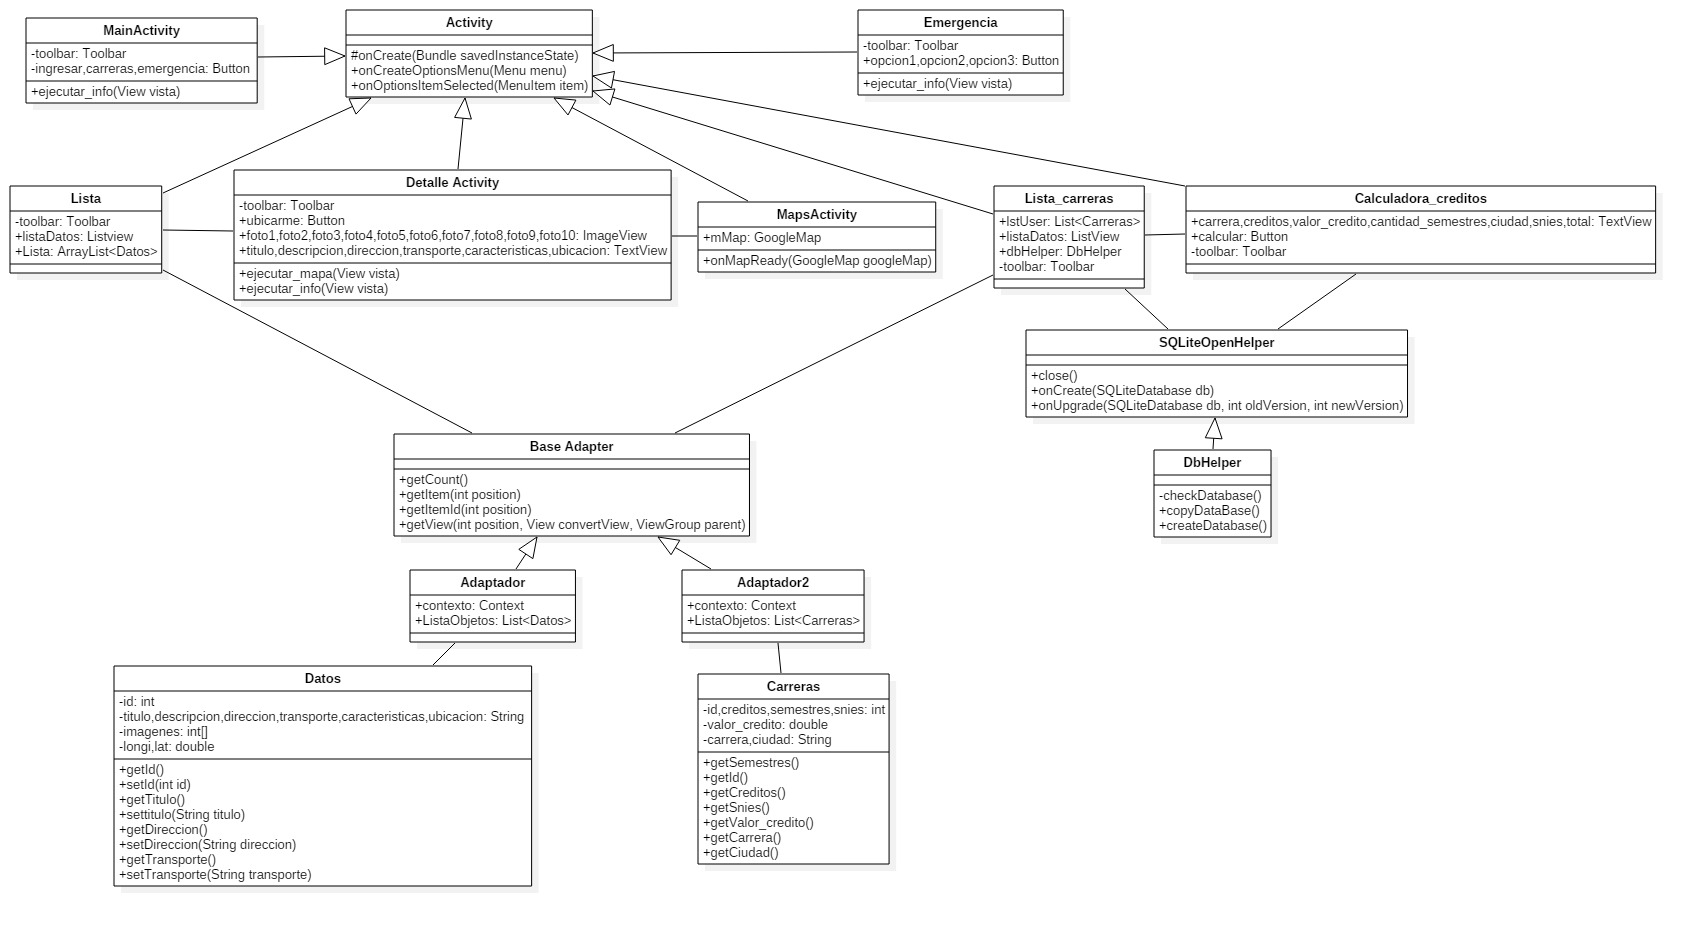 MainActivity
-toolbar: Toolbar
-ingresar,carreras,emergencia: Button
+ejecutar_info(View vista)
Activity
#onCreate(Bundle savedInstanceState)
+onCreateOptionsMenu(Menu menu)
+onOptionsItemSelected(MenuItem item)
Emergencia
-toolbar: Toolbar
+opcion1,opcion2,opcion3: Button
+ejecutar_info(View vista)
Lista
-toolbar: Toolbar
+listaDatos: Listview
+Lista: ArrayList<Datos>
Detalle Activity
-toolbar: Toolbar
+ubicarme: Button
+foto1,foto2,foto3,foto4,foto5,foto6,foto7,foto8,foto9,foto10: ImageView
+titulo,descripcion,direccion,transporte,caracteristicas,ubicacion: TextView
+ejecutar_mapa(View vista)
+ejecutar_info(View vista)
MapsActivity
+mMap: GoogleMap
+onMapReady(GoogleMap googleMap)
Lista_carreras
+lstUser: List<Carreras>
+listaDatos: ListView
+dbHelper: DbHelper
-toolbar: Toolbar
Calculadora_creditos
+carrera,creditos,valor_credito,cantidad_semestres,ciudad,snies,total: TextView
+calcular: Button
-toolbar: Toolbar
SQLiteOpenHelper
+close()
+onCreate(SQLiteDatabase db)
+onUpgrade(SQLiteDatabase db, int oldVersion, int newVersion)
Base Adapter
+getCount()
+getItem(int position)
+getItemId(int position)
+getView(int position, View convertView, ViewGroup parent)
DbHelper
-checkDatabase()
+copyDataBase()
+createDatabase()
Adaptador
+contexto: Context
+ListaObjetos: List<Datos>
Adaptador2
+contexto: Context
+ListaObjetos: List<Carreras>
Datos
-id: int
-titulo,descripcion,direccion,transporte,caracteristicas,ubicacion: String
-imagenes: int[]
-longi,lat: double
+getId()
+setId(int id)
+getTitulo()
+settitulo(String titulo)
+getDireccion()
+setDireccion(String direccion)
+getTransporte()
+setTransporte(String transporte)
Carreras
-id,creditos,semestres,snies: int
-valor_credito: double
-carrera,ciudad: String
+getSemestres()
+getId()
+getCreditos()
+getSnies()
+getValor_credito()
+getCarrera()
+getCiudad()